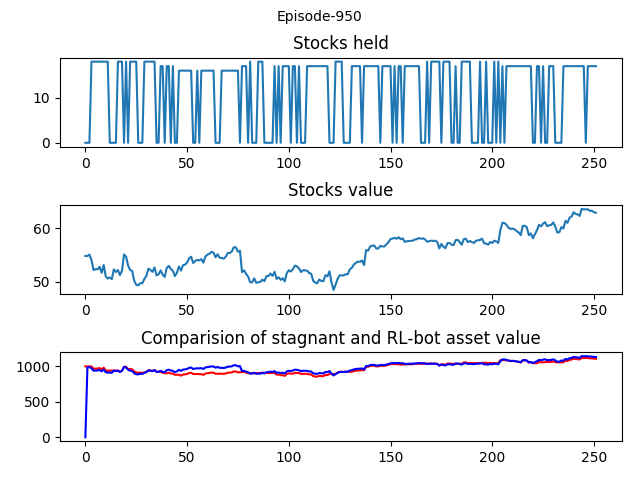 Episode-950
Stocks held
10
0
0 50 100 150 200 250
Stocks value
60
50
0 50 100 150 200 250
Comparision of stagnant and RL-bot asset value
1000
500
0
0 50 100 150 200 250